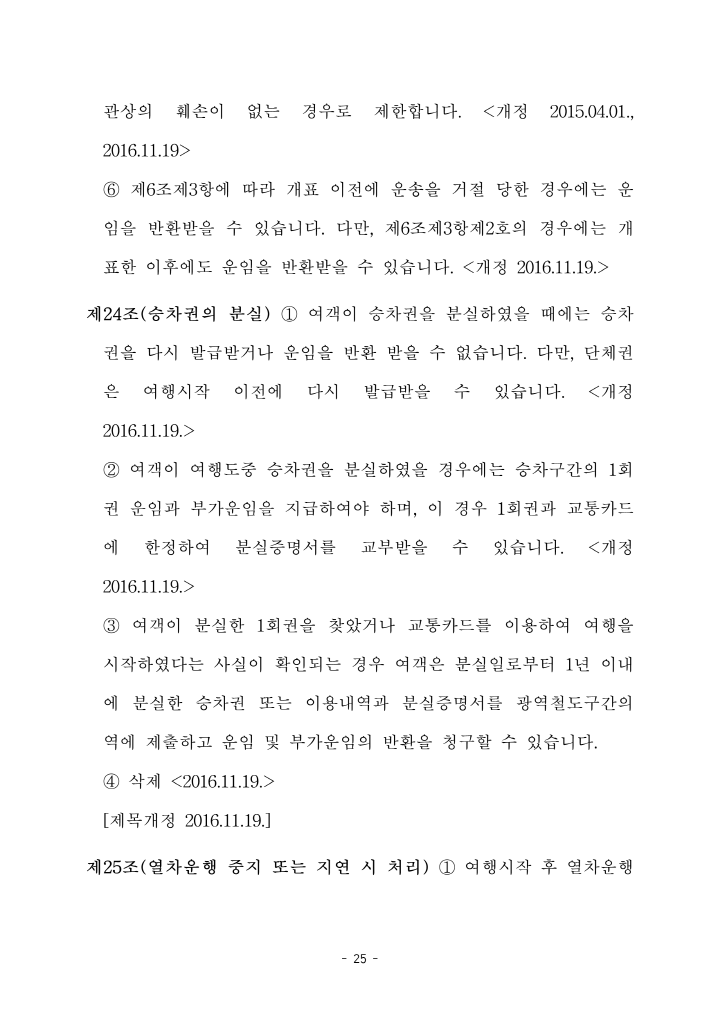 관상의 훼손이 없는 경우로 제한합니다. <개정 2015.04.01.,
2016.11.19>
⑥ 제6조제3항에 따라 개표 이전에 운송을 거절 당한 경우에는 운
임을 반환받을 수 있습니다. 다만, 제6조제3항제2호의 경우에는 개
표한 이후에도 운임을 반환받을 수 있습니다. <개정 2016.11.19.>
제24조(승차권의 분실) ① 여객이 승차권을 분실하였을 때에는 승차
권을 다시 발급받거나 운임을 반환 받을 수 없습니다. 다만, 단체권
은 여행시작 이전에 다시 발급받을 수 있습니다. <개정
2016.11.19.>
② 여객이 여행도중 승차권을 분실하였을 경우에는 승차구간의 1회
권 운임과 부가운임을 지급하여야 하며, 이 경우 1회권과 교통카드
에 한정하여 분실증명서를 교부받을 수 있습니다. <개정
2016.11.19.>
③ 여객이 분실한 1회권을 찾았거나 교통카드를 이용하여 여행을
시작하였다는 사실이 확인되는 경우 여객은 분실일로부터 1년 이내
에 분실한 승차권 또는 이용내역과 분실증명서를 광역철도구간의
역에 제출하고 운임 및 부가운임의 반환을 청구할 수 있습니다.
④ 삭제 <2016.11.19.>
[제목개정 2016.11.19.]
제25조(열차운행 중지 또는 지연 시 처리) ① 여행시작 후 열차운행
- 25 -